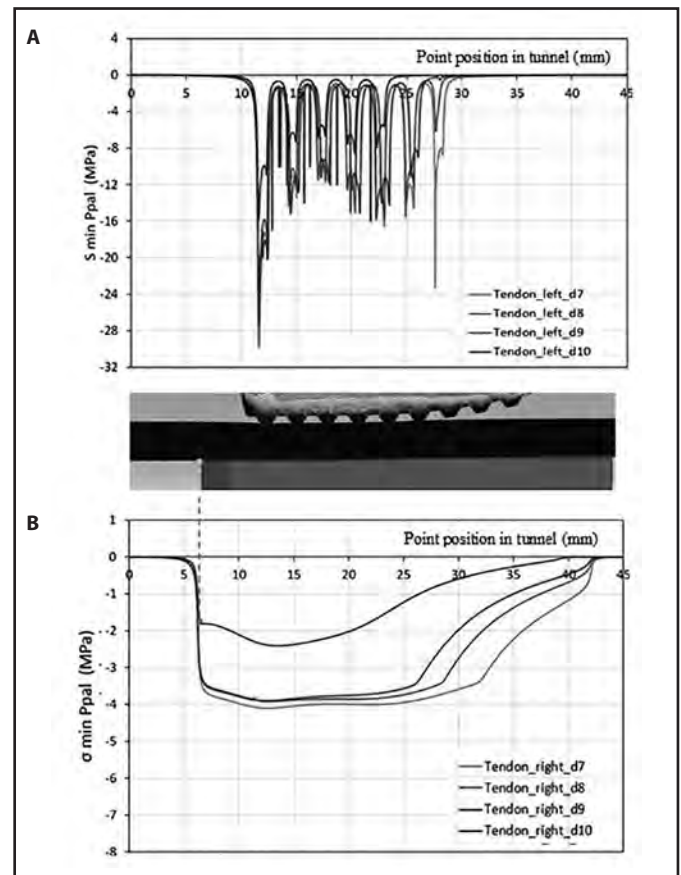 A
4
Point position in tunnel (mm)
0
0 5 10 15 20 25 30 35 40 45
-4
-8
-12
-16
-20
-24
-28
-32
S min Ppal (MPa)
Tendon_left_d7
Tendon_left_d8
Tendon_left_d9
Tendon_left_d10
B
1
Point position in tunnel (mm)
0
0 5 10 15 20 25 30 35 40 45
-1
-2
-3
-4
-5
-6
-7
-8
σ min Ppal (MPa)
Tendon_right_d7
Tendon_right_d8
Tendon_right_d9
Tendon_right_d10